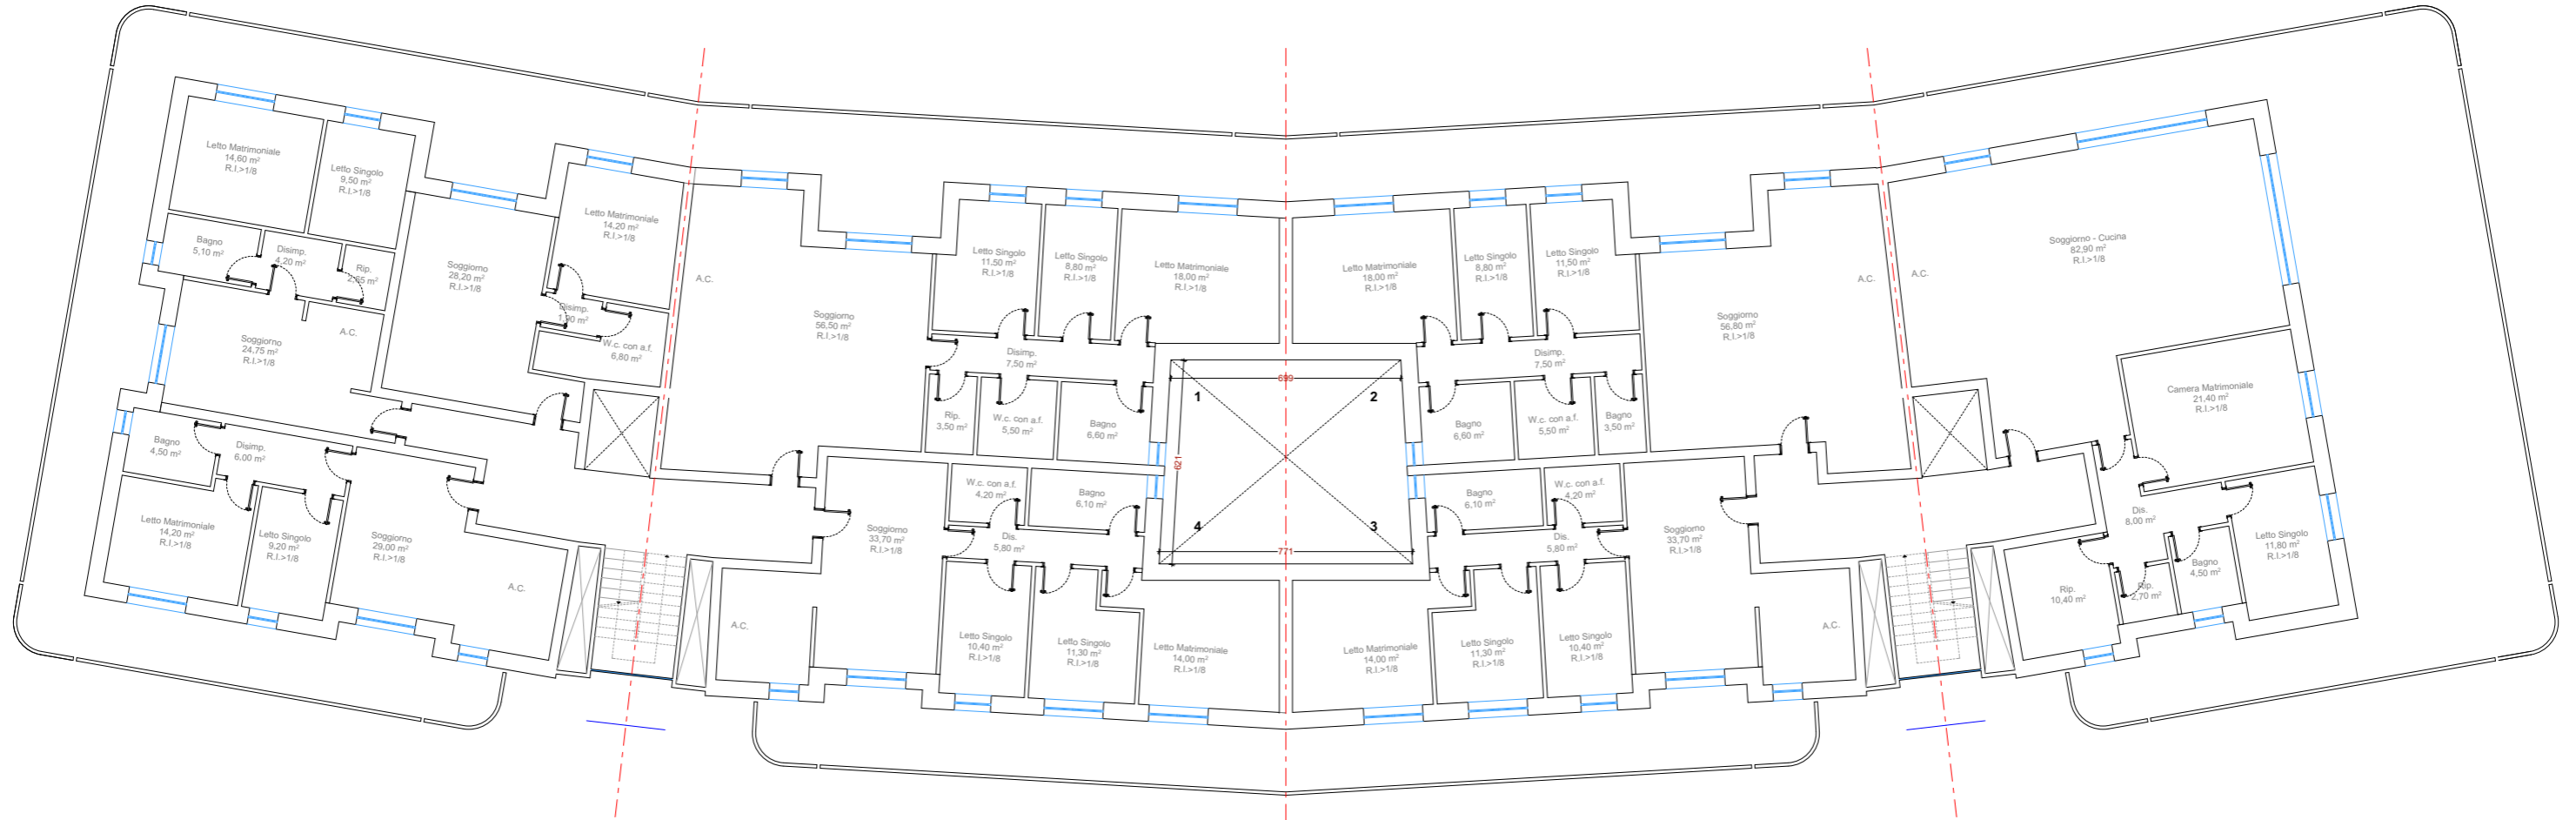 Letto Matrimoniale
14,60 m²
R.I.>1/8
Letto Singolo
9,50 m²
R.I.>1/8
Bagno
5,10 m²
Disimp.
4,20 m²
Rip.
2,65 m²
Soggiorno
24,75 m²
R.I.>1/8
A.C.
Soggiorno
28,20 m²
R.I.>1/8
Letto Matrimoniale
14,20 m²
R.I.>1/8
Disimp.
1,90 m²
W.c. con a.f.
6,80 m²
Bagno
4,50 m²
Disimp.
6,00 m²
Letto Matrimoniale
14,20 m²
R.I.>1/8
Letto Singolo
9,20 m²
R.I.>1/8
Soggiorno
29,00 m²
R.I.>1/8
A.C.
A.C.
Soggiorno
56,50 m²
R.I.>1/8
Letto Singolo
11,50 m²
R.I.>1/8
Letto Singolo
8,80 m²
R.I.>1/8
Letto Matrimoniale
18,00 m²
R.I.>1/8
Disimp.
7,50 m²
Rip.
3,50 m²
W.c. con a.f.
5,50 m²
Bagno
6,60 m²
Soggiorno
33,70 m²
R.I.>1/8
A.C.
W.c. con a.f.
4,20 m²
Bagno
6,10 m²
Dis.
5,80 m²
Letto Singolo
10,40 m²
R.I.>1/8
Letto Singolo
11,30 m²
R.I.>1/8
Letto Matrimoniale
14,00 m²
R.I.>1/8
699
1
2
621
4
3
771
Letto Matrimoniale
18,00 m²
R.I.>1/8
Letto Singolo
8,80 m²
R.I.>1/8
Letto Singolo
11,50 m²
R.I.>1/8
Disimp.
7,50 m²
Bagno
6,60 m²
W.c. con a.f.
5,50 m²
Bagno
3,50 m²
Soggiorno
56,80 m²
R.I.>1/8
A.C.
Bagno
6,10 m²
W.c. con a.f.
4,20 m²
Dis.
5,80 m²
Soggiorno
33,70 m²
R.I.>1/8
A.C.
Letto Matrimoniale
14,00 m²
R.I.>1/8
Letto Singolo
11,30 m²
R.I.>1/8
Letto Singolo
10,40 m²
R.I.>1/8
A.C.
Soggiorno - Cucina
82,90 m²
R.I.>1/8
Camera Matrimoniale
21,40 m²
R.I.>1/8
Dis.
8,00 m²
Letto Singolo
11,80 m²
R.I.>1/8
Bagno
4,50 m²
Rip.
2,70 m²
Rip.
10,40 m²